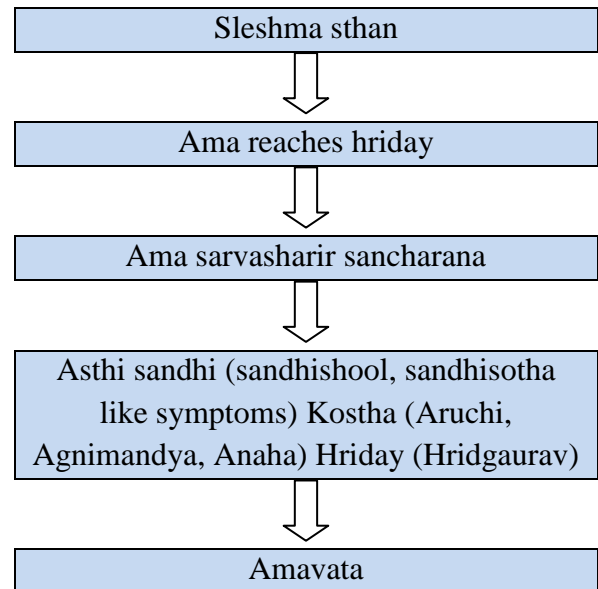 Sleshma sthan
Ama reaches hriday
Ama sarvasharir sancharana
Asthi sandhi (sandhishool, sandhisotha
like symptoms) Kostha (Aruchi,
Agnimandya, Anaha) Hriday (Hridgaurav)
Amavata